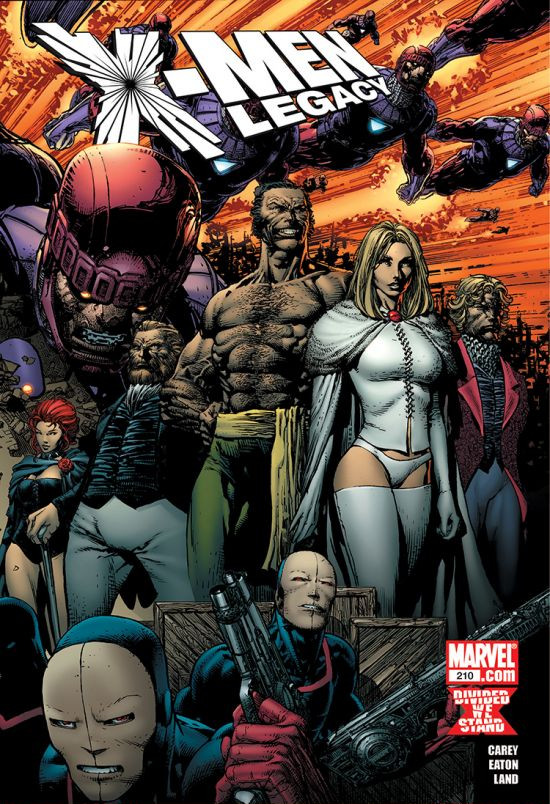 X-MEN
LEGACY
MARVEL
210 .com
DIVIDED
WE
STAND
CAREY
EATON
LAND